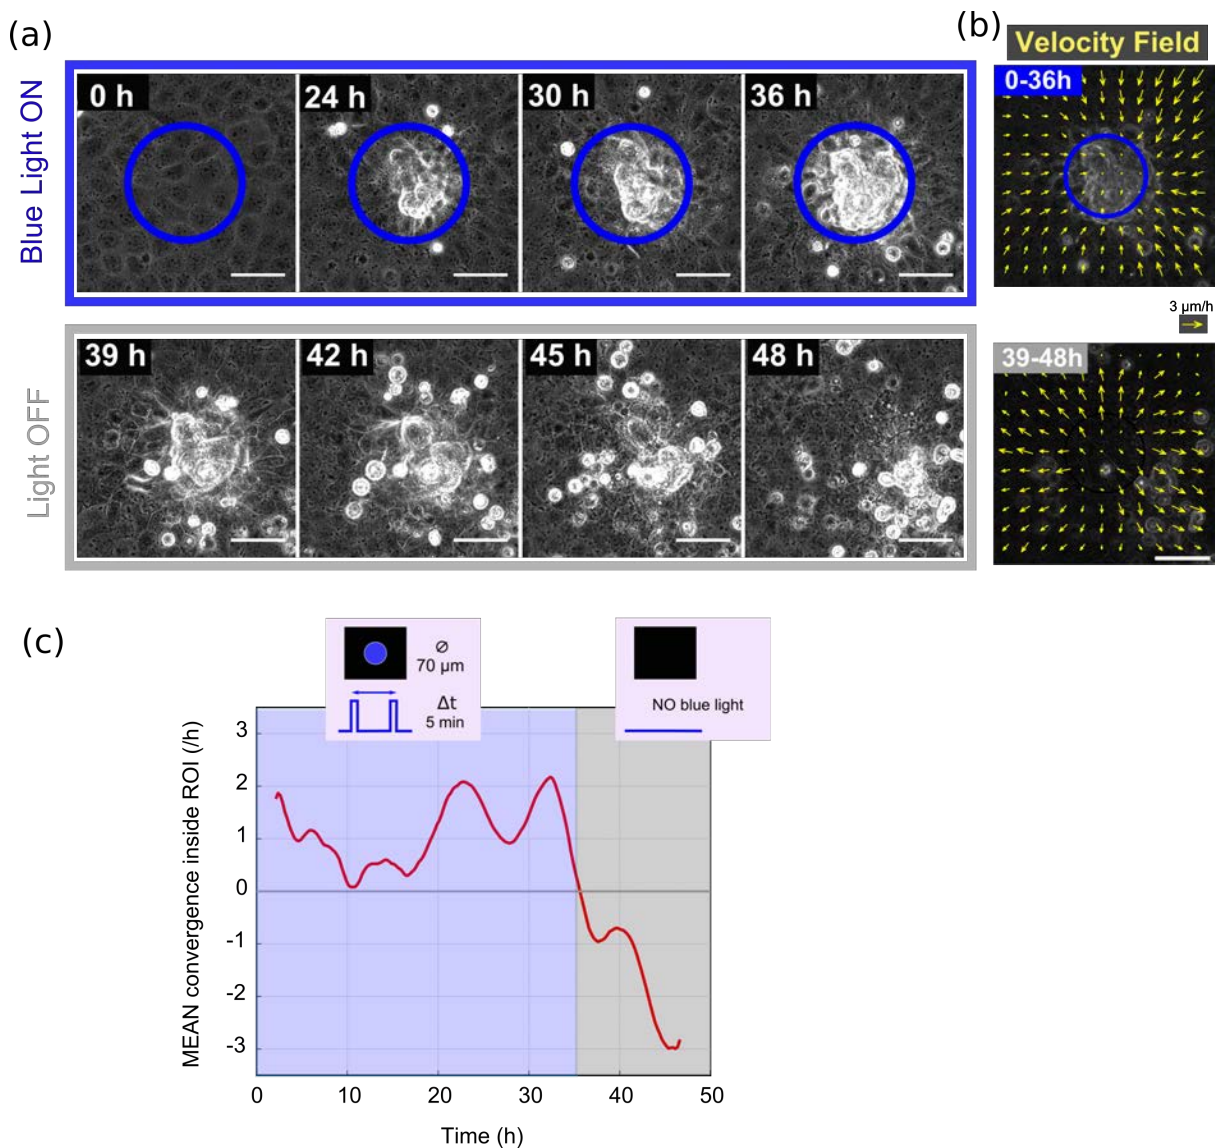 (a)
(b)
Velocity Field
Blue Light ON
0 h
24 h
30 h
36 h
0-36h
3 µm/h
Light OFF
39 h
42 h
45 h
48 h
39-48h
(c)
∅
70 µm
Δt
5 min
NO blue light
MEAN convergence inside ROI (/h)
3
2
1
0
-1
-2
-3
0
10
20
30
40
50
Time (h)